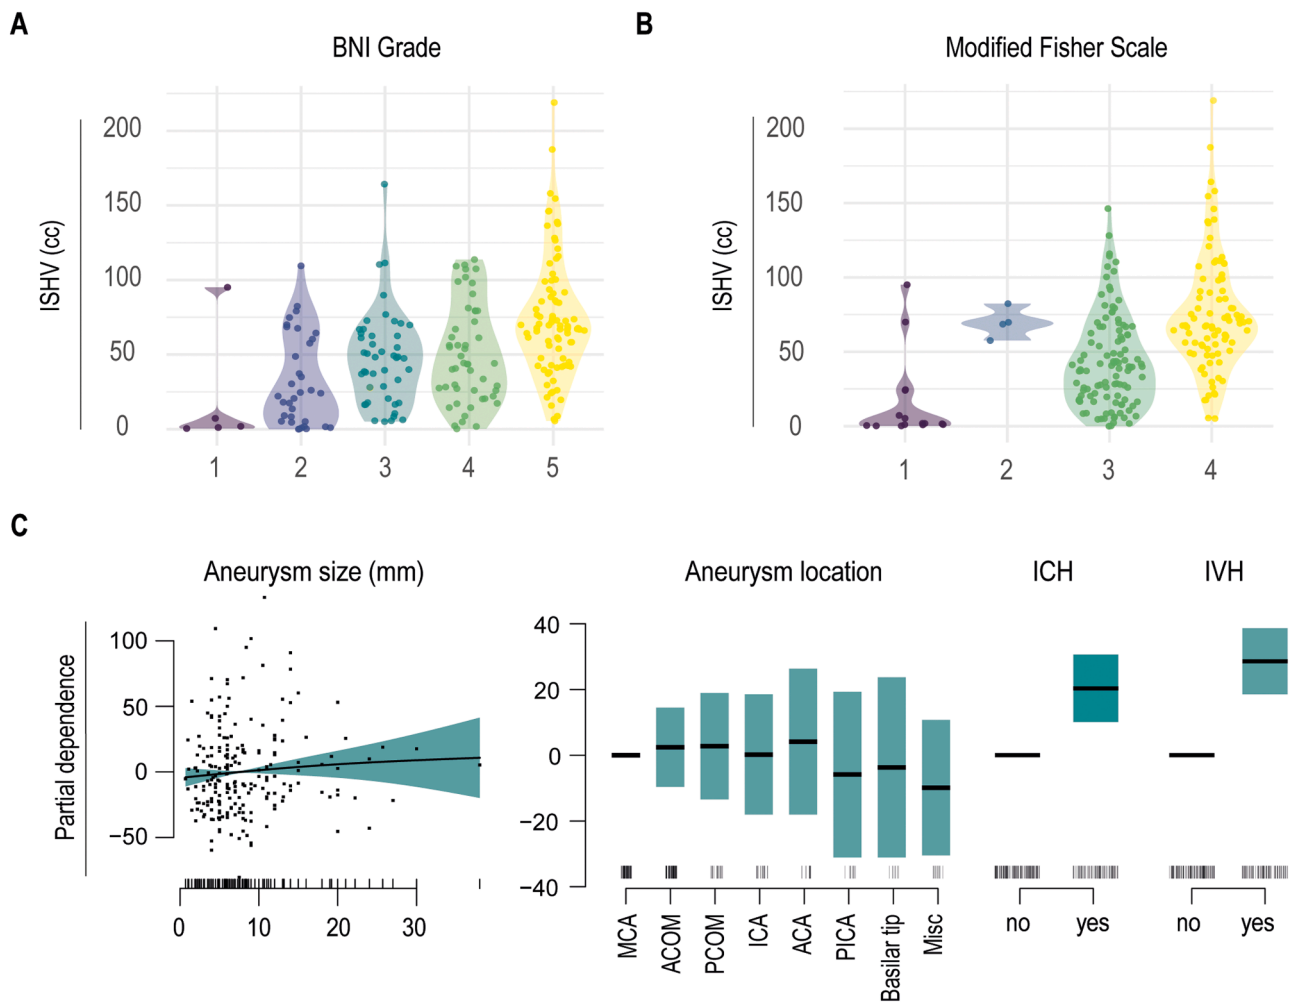 A
B
BNI Grade
Modified Fisher Scale
ISHV (cc)
200
150
100
50
0
1 2 3 4 5
ISHV (cc)
200
150
100
50
0
1 2 3 4
C
Aneurysm size (mm)
Aneurysm location
ICH
IVH
Partial dependence
100
50
0
−50
0 10 20 30
40
20
0
−20
−40
MCA
ACOM
PCOM
ICA
ACA
PICA
Basilar tip
Misc
no yes
no yes